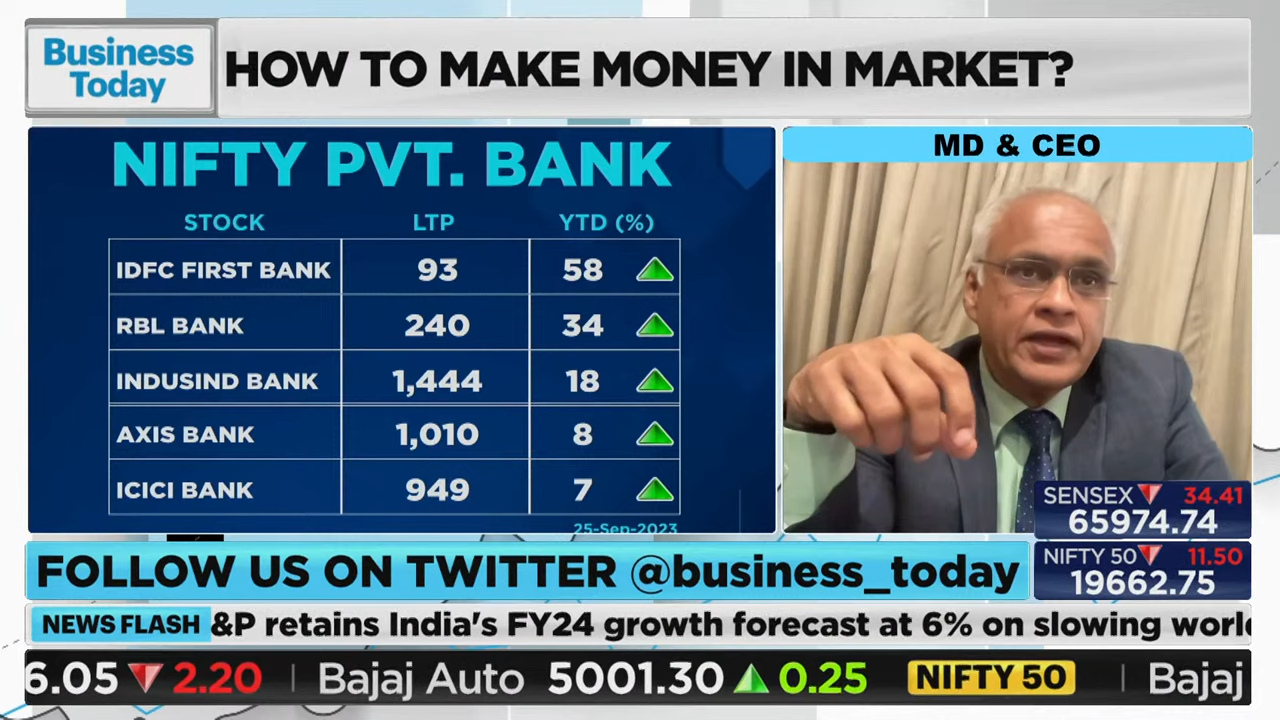 Business
Today
HOW TO MAKE MONEY IN MARKET?
NIFTY PVT. BANK
STOCK LTP YTD (%)
IDFC FIRST BANK 93 58
RBL BANK 240 34
INDUSIND BANK 1,444 18
AXIS BANK 1,010 8
ICICI BANK 949 7
25-Sep-2023
MD & CEO
SENSEX 34.41
65974.74
NIFTY 50 11.50
19662.75
FOLLOW US ON TWITTER @business_today
NEWS FLASH &P retains India's FY24 growth forecast at 6% on slowing worl
6.05 2.20 | Bajaj Auto 5001.30 0.25 NIFTY 50 | Bajaj